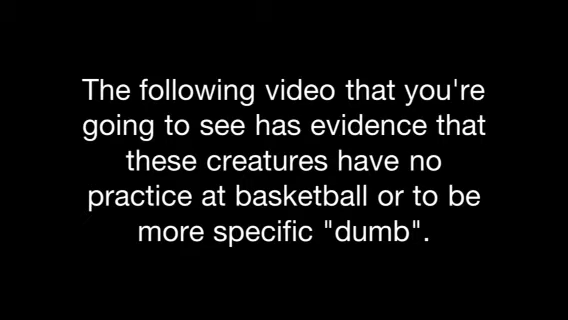 The following video that you're
going to see has evidence that
these creatures have no
practice at basketball or to be
more specific "dumb".